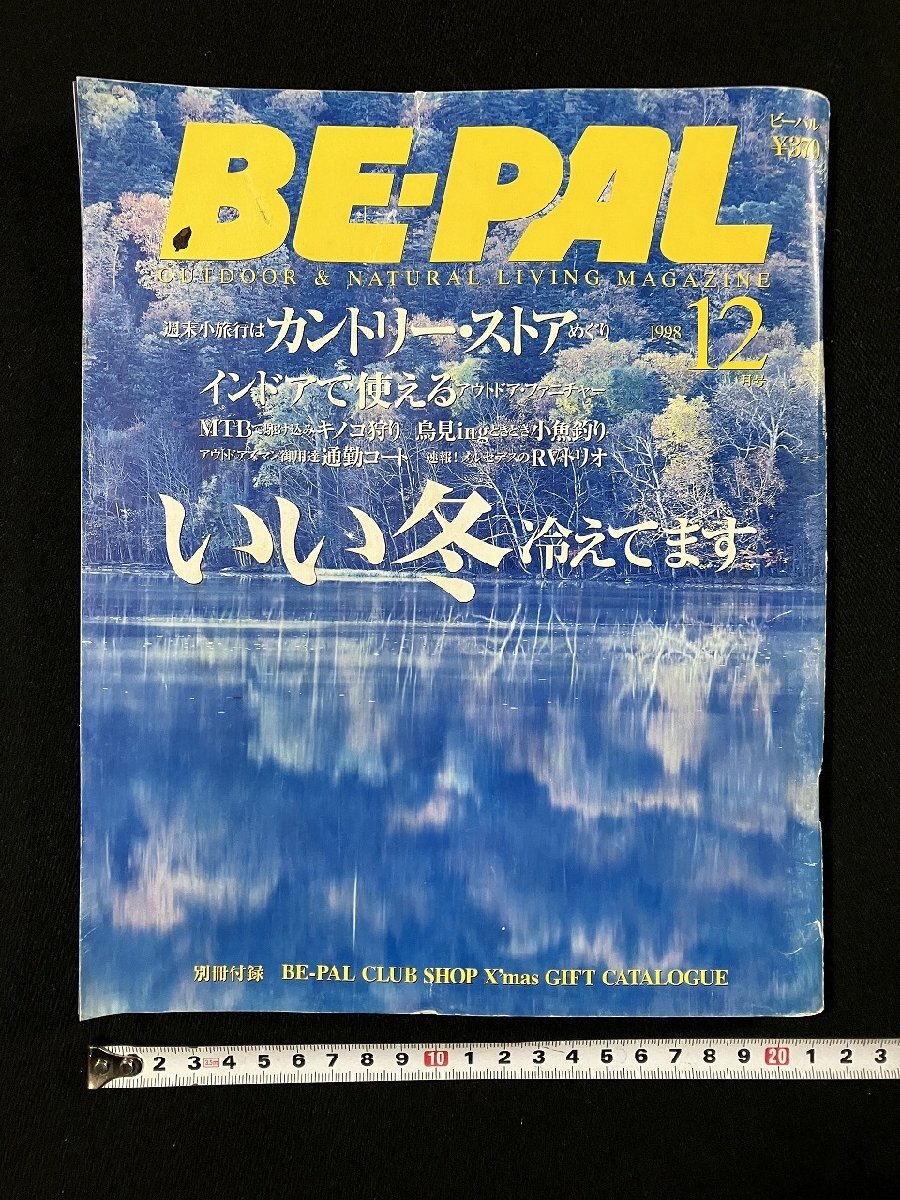 BE-PAL
ビーパル
¥370
OUTDOOR & NATURAL LIVING MAGAZINE
週末小旅行はカントリー・ストアめぐり
1998 12月号
インドアで使えるアウトドア・ファニチャー
MTBで駆け込みキノコ狩り 鳥見ingどきどき小魚釣り
アウトドアズマン御用達通勤コート 速報!メルセデスのRVトリオ
いい冬冷えてます
別冊付録 BE-PAL CLUB SHOP X'mas GIFT CATALOGUE
2 3 3.5m 4 5 6 7 8 9 10 1 2 3 4 5 6 7 8 9 20 1 2 3